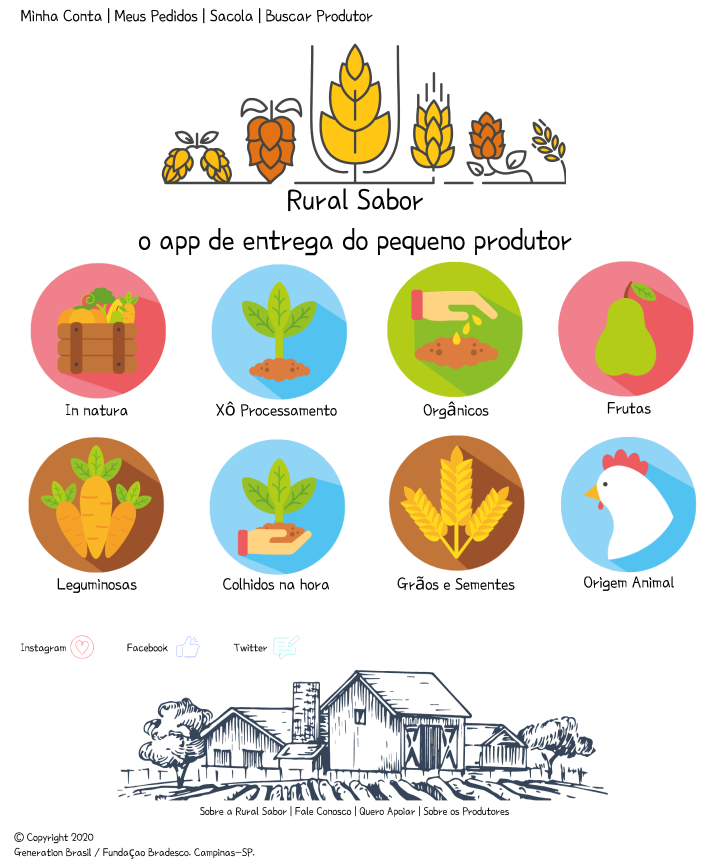 Minha Conta | Meus Pedidos | Sacola | Buscar Produtor
Rural Sabor
o app de entrega do pequeno produtor
In natura
Xô Processamento
Orgânicos
Frutas
Leguminosas
Colhidos na hora
Grãos e Sementes
Origem Animal
Instagram
Facebook
Twitter
Sobre a Rural Sabor | Fale Conosco | Quero Apoiar | Sobre os Produtores
© Copyright 2020
Generation Brasil / Fundaçao Bradesco. Campinas-SP.